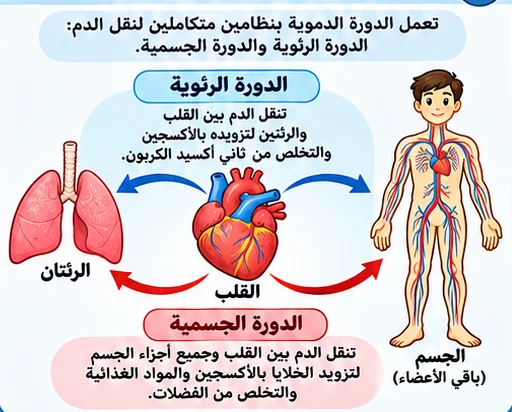 تعمل الدورة الدموية بنظامين متكاملين لنقل الدم:
الدورة الرئوية والدورة الجسمية.
الدورة الرئوية
تنقل الدم بين القلب
والرئتين لتزويده بالأكسجين
والتخلص من ثاني أكسيد الكربون.
الرئتان
القلب
الجسم
(باقي الأعضاء)
الدورة الجسمية
تنقل الدم بين القلب وجميع أجزاء الجسم
لتزويد الخلايا بالأكسجين والمواد الغذائية
والتخلص من الفضلات.